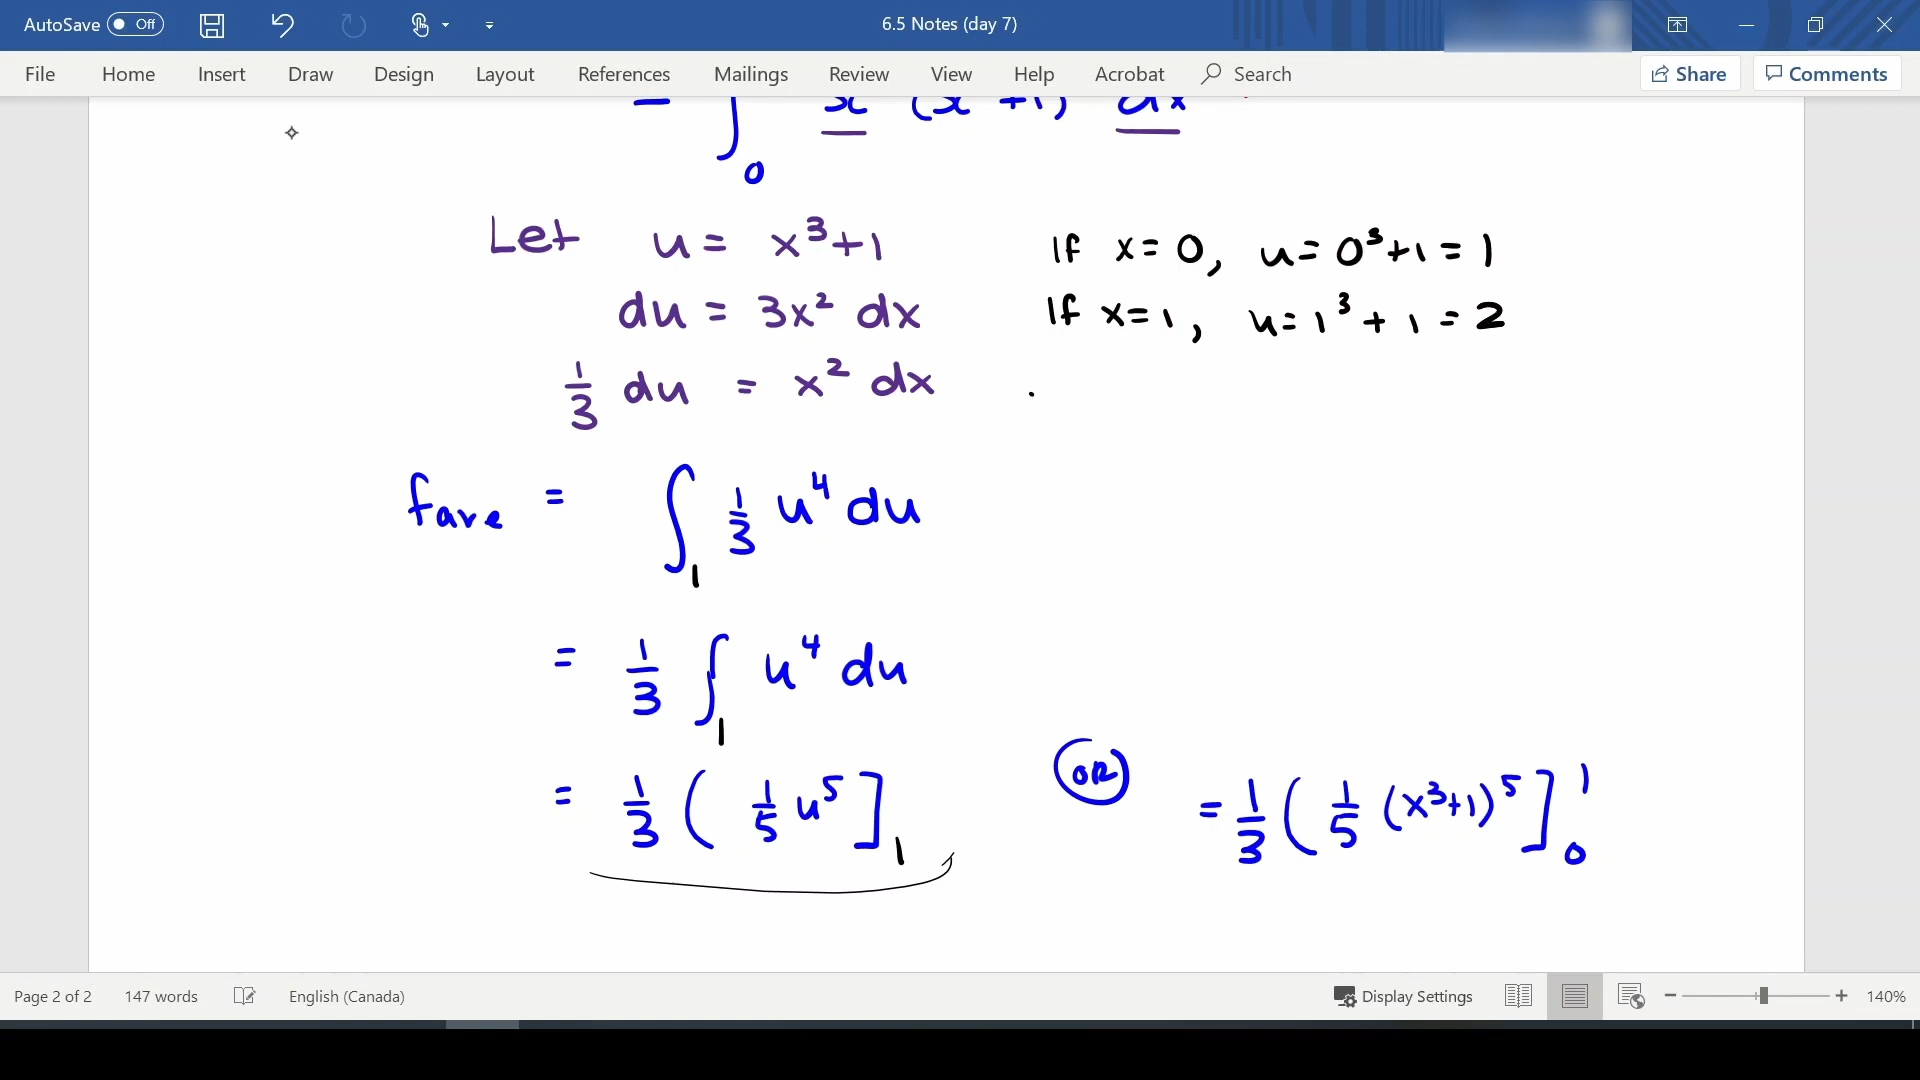 AutoSave Off 6.5 Notes (day 7)
File Home Insert Draw Design Layout References Mailings Review View Help Acrobat Search Share Comments
= ∫₀ (+1) dx
Let u = x³+1
du = 3x² dx
1/3 du = x² dx
If x = 0, u = 0³+1 = 1
If x = 1, u = 1³ + 1 = 2
fave = ∫₁ 1/3 u⁴ du
= 1/3 ∫₁ u⁴ du
= 1/3 ( 1/5 u⁵ ]₁
OR
= 1/3 ( 1/5 (x³+1)⁵ ]₀¹
Page 2 of 2 147 words English (Canada) Display Settings 140%